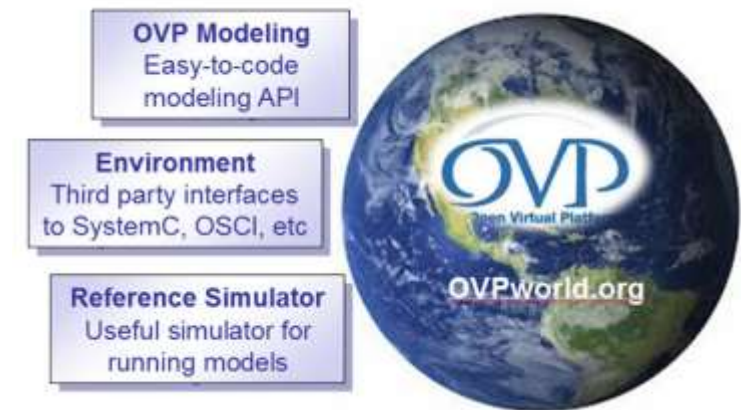 OVP Modeling
Easy-to-code
modeling API
Environment
Third party interfaces
to SystemC, OSCI, etc
Reference Simulator
Useful simulator for
running models
OVP
Open Virtual
OVPworld.org